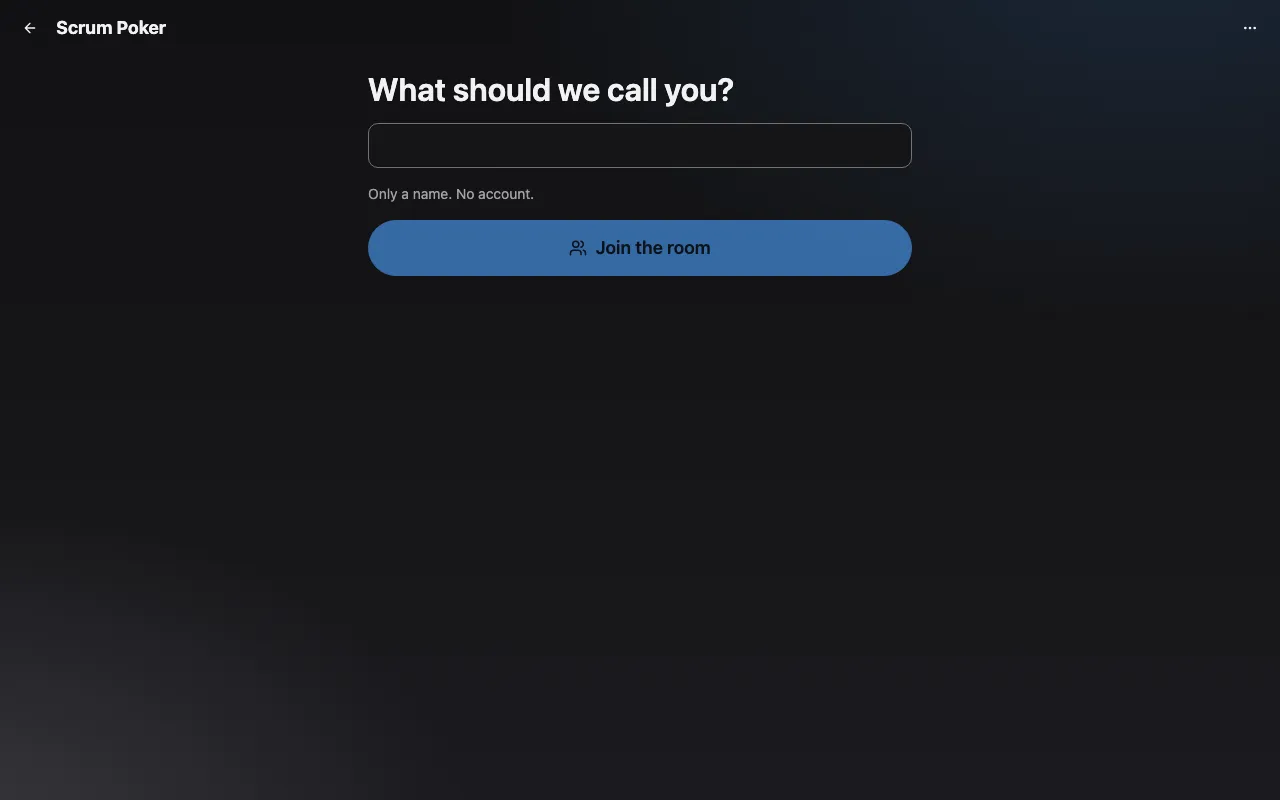 Scrum Poker
What should we call you?
Only a name. No account.
Join the room